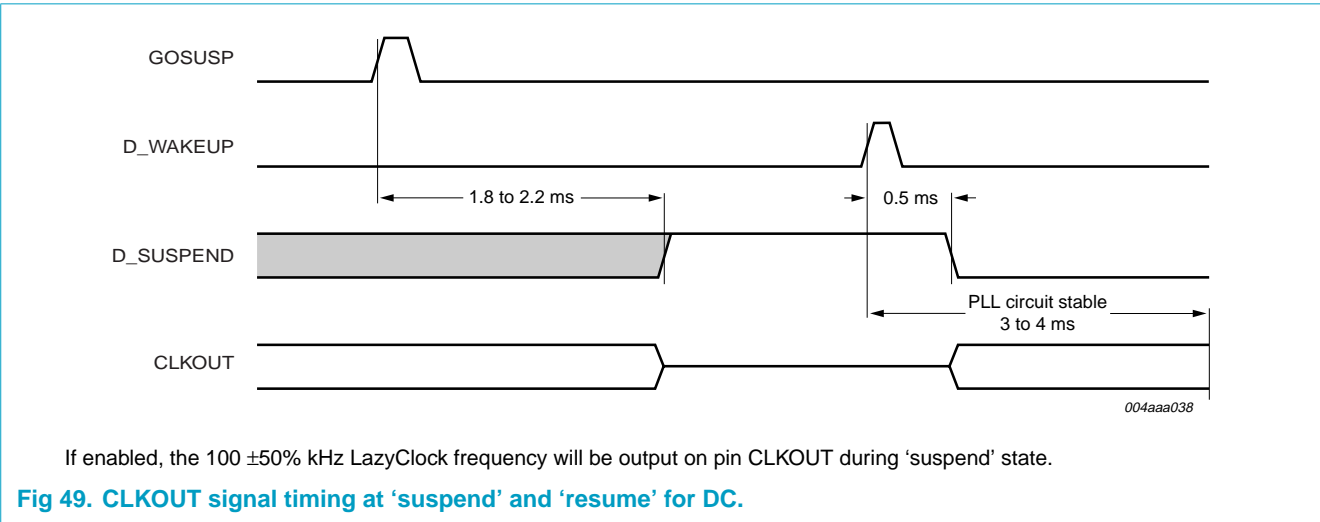 GOSUSP
D_WAKEUP
1.8 to 2.2 ms
0.5 ms
D_SUSPEND
PLL circuit stable
3 to 4 ms
CLKOUT
004aaa038
If enabled, the 100 ±50% kHz LazyClock frequency will be output on pin CLKOUT during ‘suspend’ state.
Fig 49. CLKOUT signal timing at ‘suspend’ and ‘resume’ for DC.